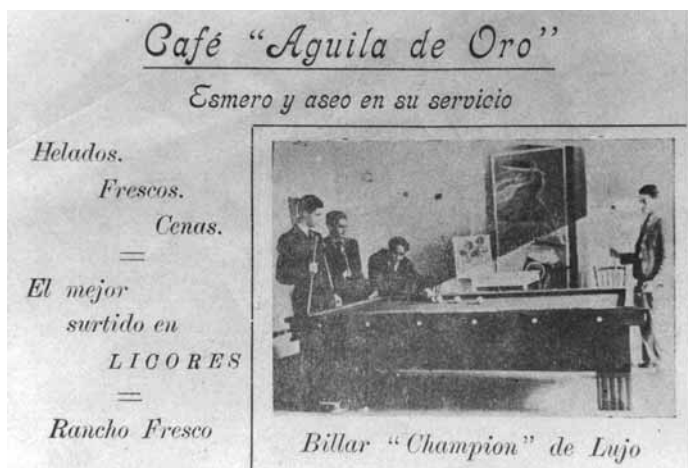 Café "Aguila de Oro"
Esmero y aseo en su servicio
Helados.
Frescos.
Cenas.
El mejor
surtido en
LICORES
Rancho Fresco
Billar "Champion" de Lujo